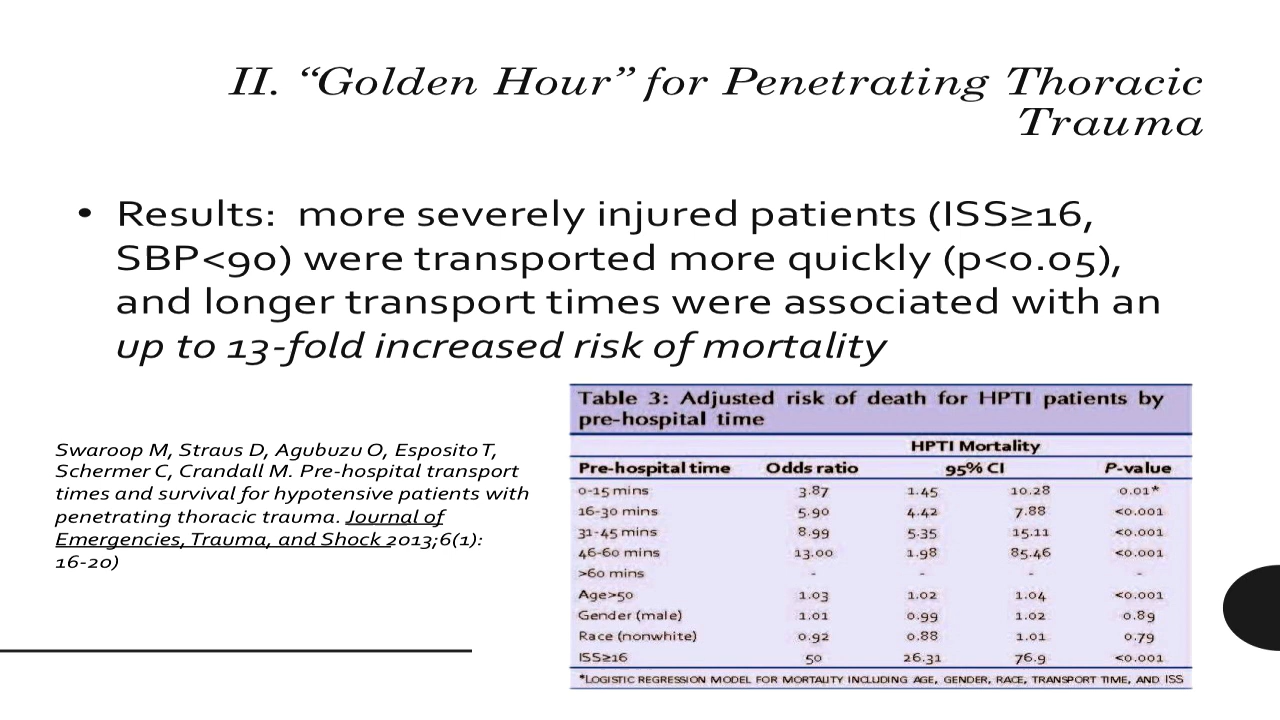 II. “Golden Hour” for Penetrating Thoracic
Trauma
• Results:  more severely injured patients (ISS≥16,
SBP<90) were transported more quickly (p<0.05),
and longer transport times were associated with an
up to 13-fold increased risk of mortality
Swaroop M, Straus D, Agubuzu O, Esposito T,
Schermer C, Crandall M. Pre-hospital transport
times and survival for hypotensive patients with
penetrating thoracic trauma. Journal of
Emergencies, Trauma, and Shock 2013;6(1):
16-20)
Table 3: Adjusted risk of death for HPTI patients by
pre-hospital time
HPTI Mortality
Pre-hospital time Odds ratio 95% CI P-value
0-15 mins 3.87 1.45 10.28 0.01*
16-30 mins 5.90 4.42 7.88 <0.001
31-45 mins 8.99 5.35 15.11 <0.001
46-60 mins 13.00 1.98 85.46 <0.001
>60 mins - - - -
Age>50 1.03 1.02 1.04 <0.001
Gender (male) 1.01 0.99 1.02 0.89
Race (nonwhite) 0.92 0.88 1.01 0.79
ISS≥16 50 26.31 76.9 <0.001
*LOGISTIC REGRESSION MODEL FOR MORTALITY INCLUDING AGE, GENDER, RACE, TRANSPORT TIME, AND ISS